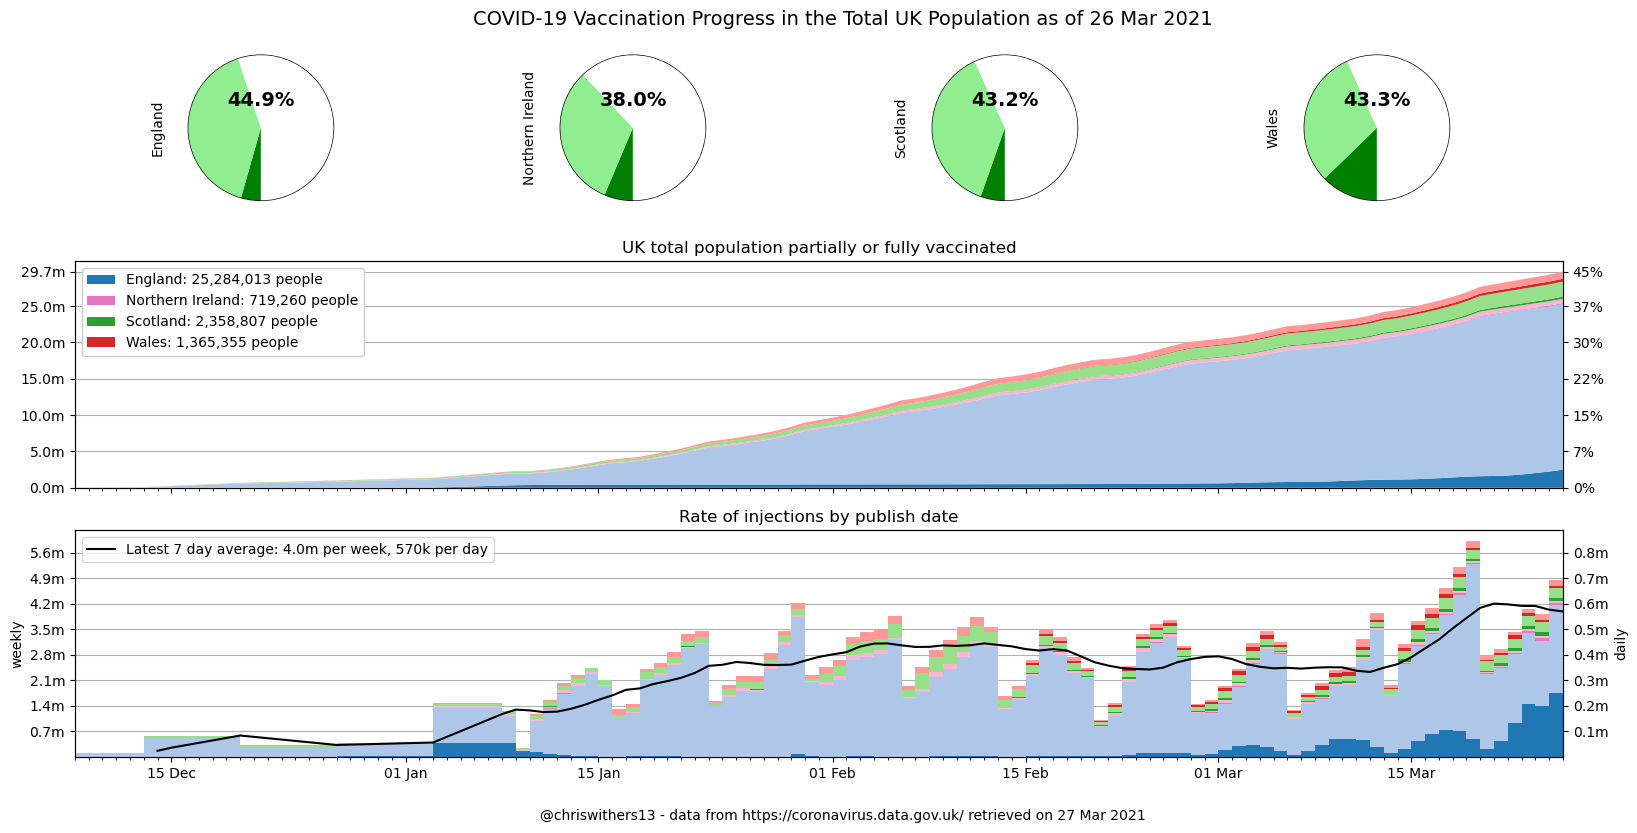 COVID-19 Vaccination Progress in the Total UK Population as of 26 Mar 2021
England
44.9%
Northern Ireland
38.0%
Scotland
43.2%
Wales
43.3%
UK total population partially or fully vaccinated
29.7m
25.0m
20.0m
15.0m
10.0m
5.0m
0.0m
England: 25,284,013 people
Northern Ireland: 719,260 people
Scotland: 2,358,807 people
Wales: 1,365,355 people
45%
37%
30%
22%
15%
7%
0%
Rate of injections by publish date
weekly
5.6m
4.9m
4.2m
3.5m
2.8m
2.1m
1.4m
0.7m
Latest 7 day average: 4.0m per week, 570k per day
0.8m
0.7m
0.6m
0.5m
0.4m
0.3m
0.2m
0.1m
daily
15 Dec
01 Jan
15 Jan
01 Feb
15 Feb
01 Mar
15 Mar
@chriswithers13 - data from https://coronavirus.data.gov.uk/ retrieved on 27 Mar 2021